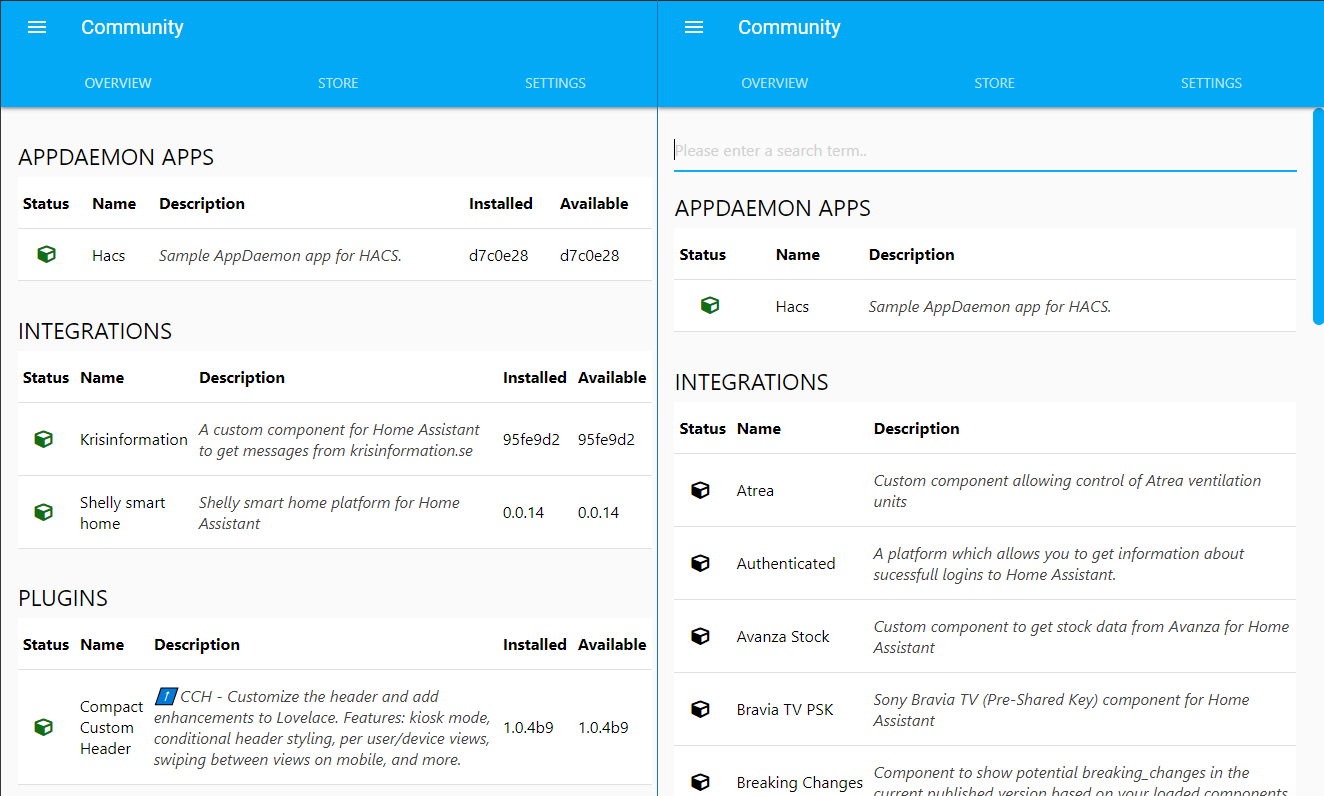 Community
OVERVIEW STORE SETTINGS
APPDAEMON APPS
Status Name Description Installed Available
Hacs Sample AppDaemon app for HACS. d7c0e28 d7c0e28
INTEGRATIONS
Status Name Description Installed Available
Krisinformation A custom component for Home Assistant
to get messages from krisinformation.se 95fe9d2 95fe9d2
Shelly smart
home Shelly smart home platform for Home
Assistant 0.0.14 0.0.14
PLUGINS
Status Name Description Installed Available
Compact
Custom
Header CCH - Customize the header and add
enhancements to Lovelace. Features: kiosk mode,
conditional header styling, per user/device views,
swiping between views on mobile, and more. 1.0.4b9 1.0.4b9
Community
OVERVIEW STORE SETTINGS
Please enter a search term..
APPDAEMON APPS
Status Name Description
Hacs Sample AppDaemon app for HACS.
INTEGRATIONS
Status Name Description
Atrea Custom component allowing control of Atrea ventilation
units
Authenticated A platform which allows you to get information about
sucessfull logins to Home Assistant.
Avanza Stock Custom component to get stock data from Avanza for Home
Assistant
Bravia TV PSK Sony Bravia TV (Pre-Shared Key) component for Home
Assistant
Breaking Changes Component to show potential breaking_changes in the
current published version based on your loaded components